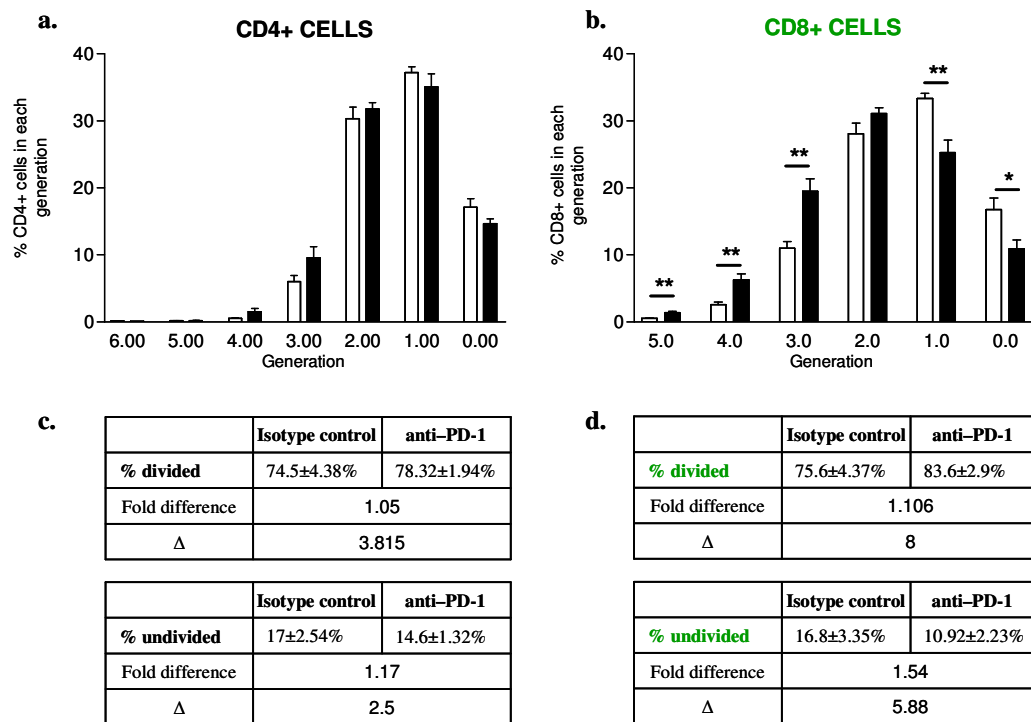 a.
CD4+ CELLS
% CD4+ cells in each
generation
40
30
20
10
0
6.00 5.00 4.00 3.00 2.00 1.00 0.00
Generation
b.
CD8+ CELLS
% CD8+ cells in each
generation
40
30
20
10
0
** ** ** ** *
5.0 4.0 3.0 2.0 1.0 0.0
Generation
c.
Isotype control anti–PD-1
% divided 74.5±4.38% 78.32±1.94%
Fold difference 1.05
Δ 3.815
Isotype control anti–PD-1
% undivided 17±2.54% 14.6±1.32%
Fold difference 1.17
Δ 2.5
d.
Isotype control anti–PD-1
% divided 75.6±4.37% 83.6±2.9%
Fold difference 1.106
Δ 8
Isotype control anti–PD-1
% undivided 16.8±3.35% 10.92±2.23%
Fold difference 1.54
Δ 5.88